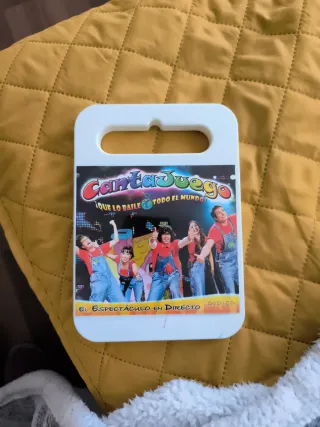 CantaJuego
¡QUE LO BAILE TODO EL MUNDO!
EL ESPECTÁCULO EN DIRECTO